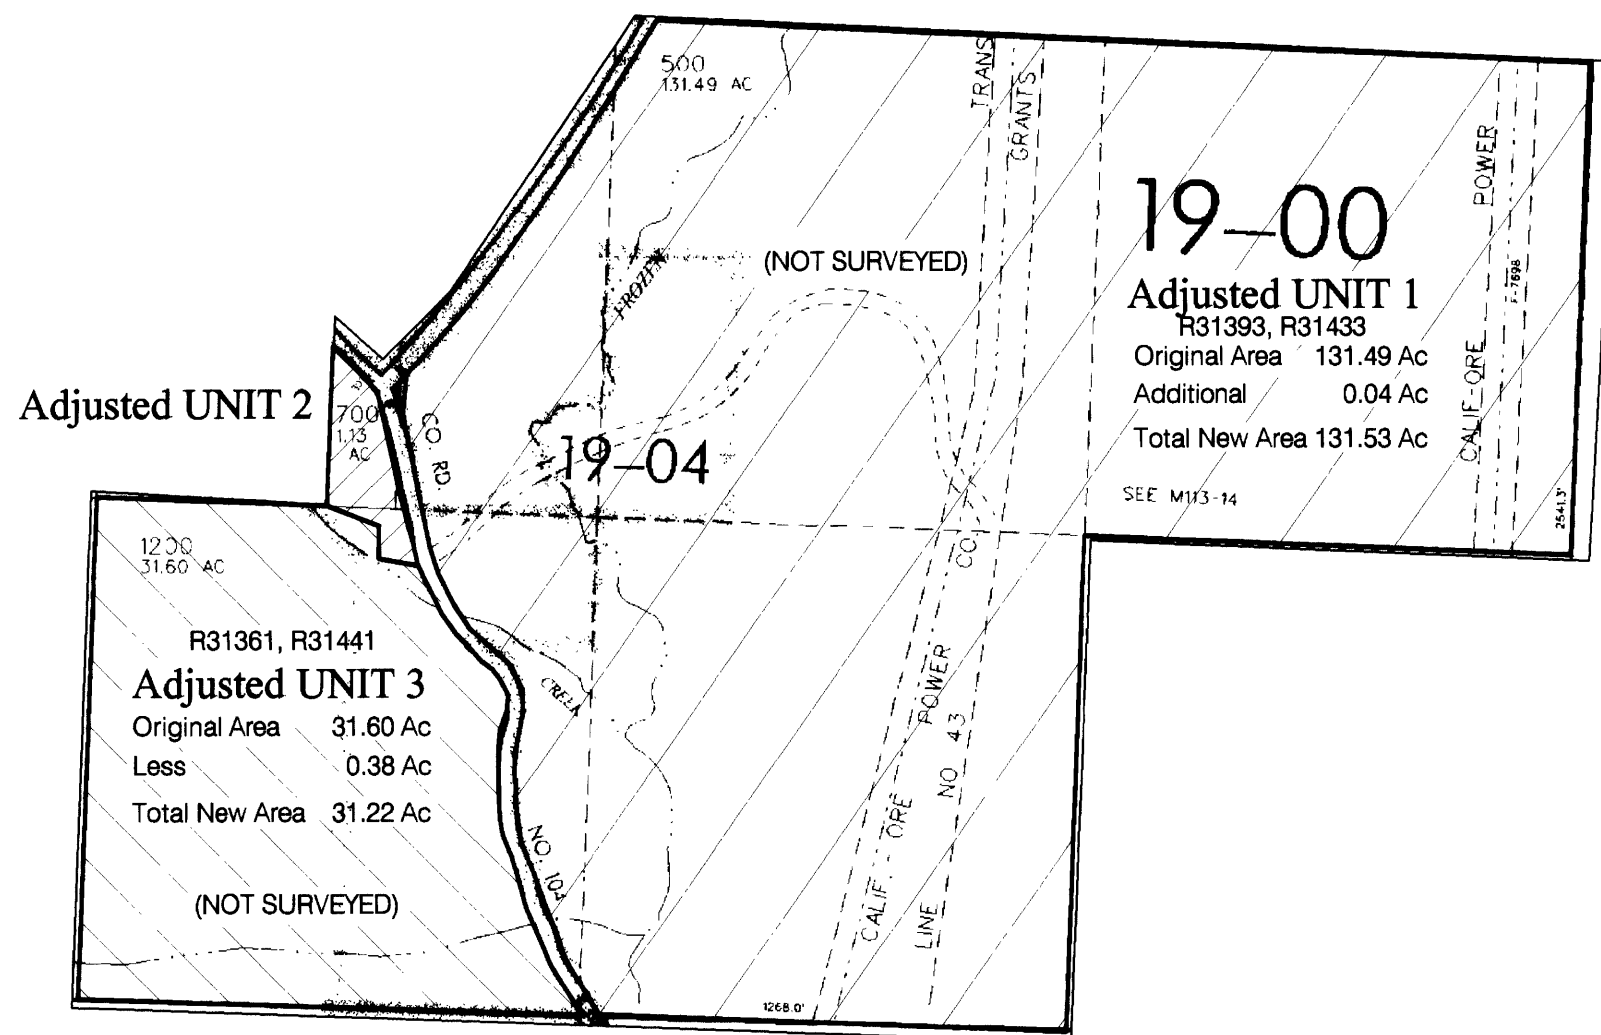 500
131.49 AC
TRANS
GRANTS
POWER
19-00
(NOT SURVEYED)
FROZEN
F-7698
Adjusted UNIT 1
R31393, R31433
Original Area 131.49 Ac
Additional 0.04 Ac
Total New Area 131.53 Ac
CALIF-ORE
SEE M113-14
2541.3'
Adjusted UNIT 2
700
1.13
AC
CO. RD
19-04
1200
31.60 AC
CO
R31361, R31441
Adjusted UNIT 3
Original Area 31.60 Ac
Less 0.38 Ac
Total New Area 31.22 Ac
(NOT SURVEYED)
CREEK
POWER
NO 43
CALIF. ORE
LINE
NO. 104
1268.0'